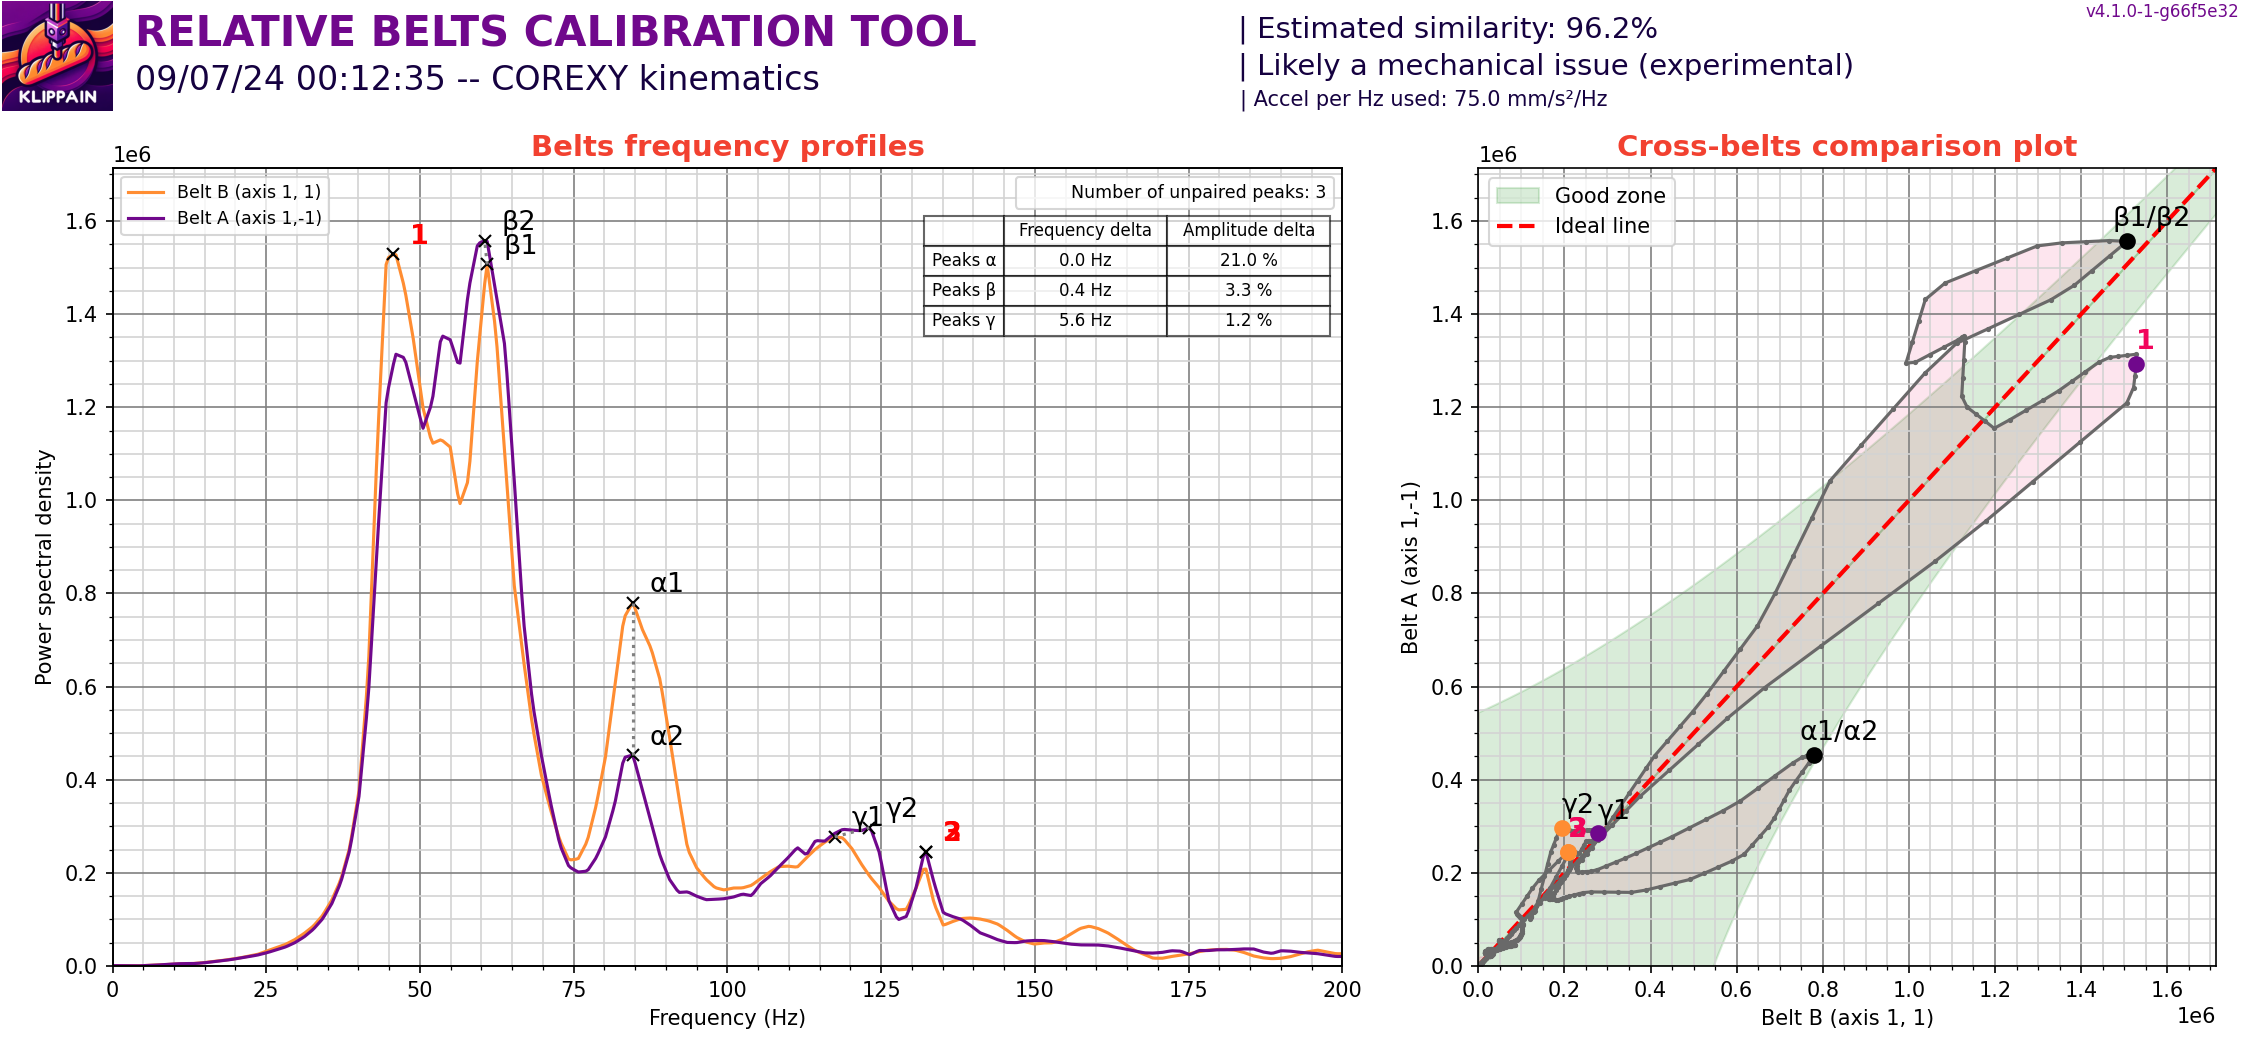 KLIPPAIN
RELATIVE BELTS CALIBRATION TOOL
09/07/24 00:12:35 -- COREXY kinematics
| Estimated similarity: 96.2%
| Likely a mechanical issue (experimental)
| Accel per Hz used: 75.0 mm/s²/Hz
v4.1.0-1-g66f5e32
Belts frequency profiles
1e6
Belt B (axis 1, 1)
Belt A (axis 1,-1)
Number of unpaired peaks: 3
Frequency delta Amplitude delta
Peaks α 0.0 Hz 21.0 %
Peaks β 0.4 Hz 3.3 %
Peaks γ 5.6 Hz 1.2 %
1
β2
β1
α1
α2
γ1
γ2
3
Power spectral density
1.6
1.4
1.2
1.0
0.8
0.6
0.4
0.2
0.0
0 25 50 75 100 125 150 175 200
Frequency (Hz)
Cross-belts comparison plot
1e6
Good zone
Ideal line
β1/β2
1
α1/α2
γ2
γ1
Belt A (axis 1,-1)
1.6
1.4
1.2
1.0
0.8
0.6
0.4
0.2
0.0
0.0 0.2 0.4 0.6 0.8 1.0 1.2 1.4 1.6
Belt B (axis 1, 1)
1e6